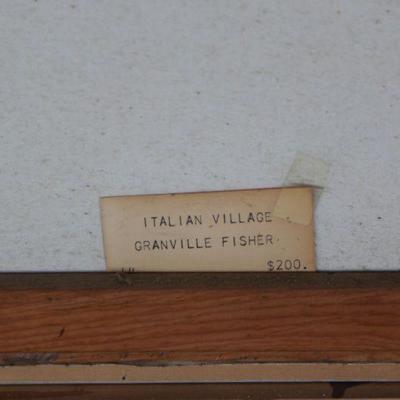 ITALIAN VILLAGE
GRANVILLE FISHER
$200.